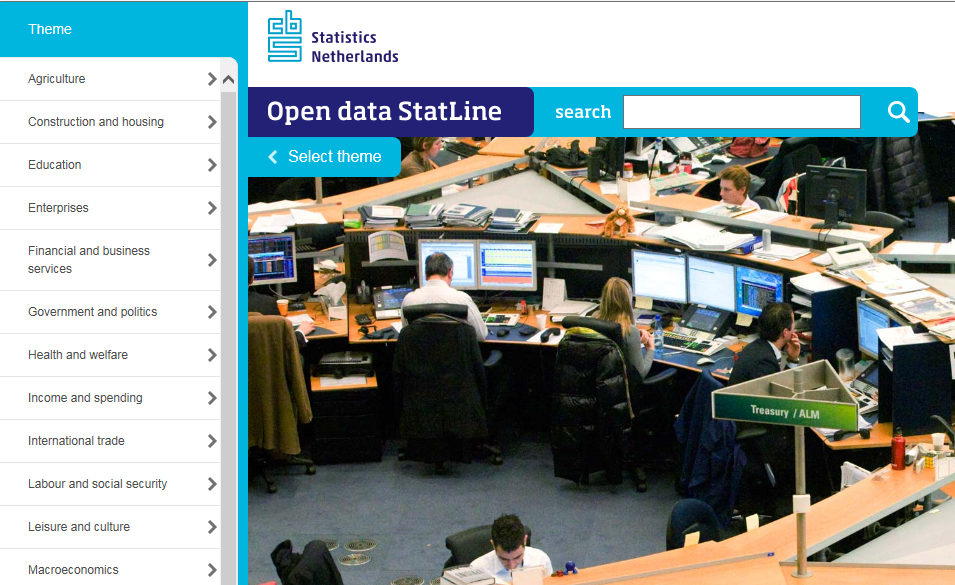 Theme
Agriculture
Construction and housing
Education
Enterprises
Financial and business
services
Government and politics
Health and welfare
Income and spending
International trade
Labour and social security
Leisure and culture
Macroeconomics
cbs
Statistics
Netherlands
Open data StatLine
search
Select theme
Treasury / ALM